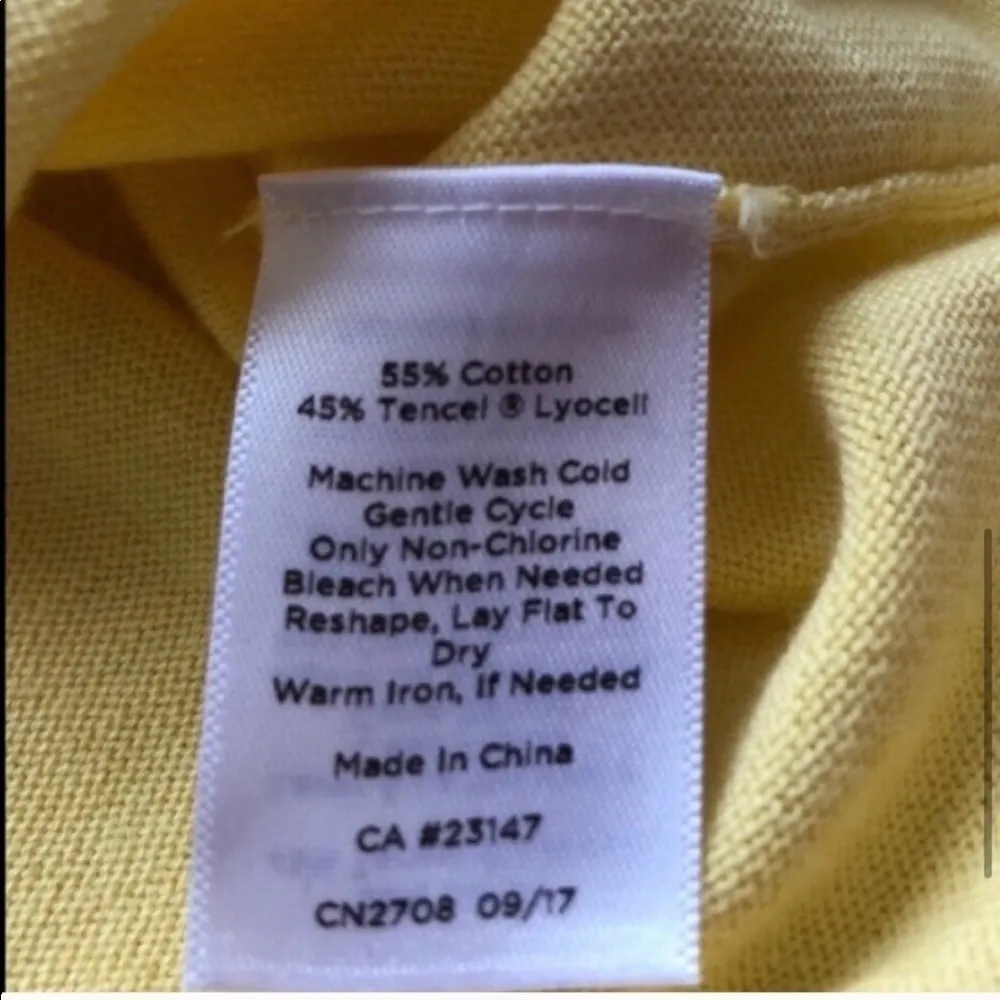 55% Cotton
45% Tencel ® Lyocell
Machine Wash Cold
Gentle Cycle
Only Non-Chlorine
Bleach When Needed
Reshape, Lay Flat To
Dry
Warm Iron, If Needed
Made In China
CA #23147
CN2708 09/17